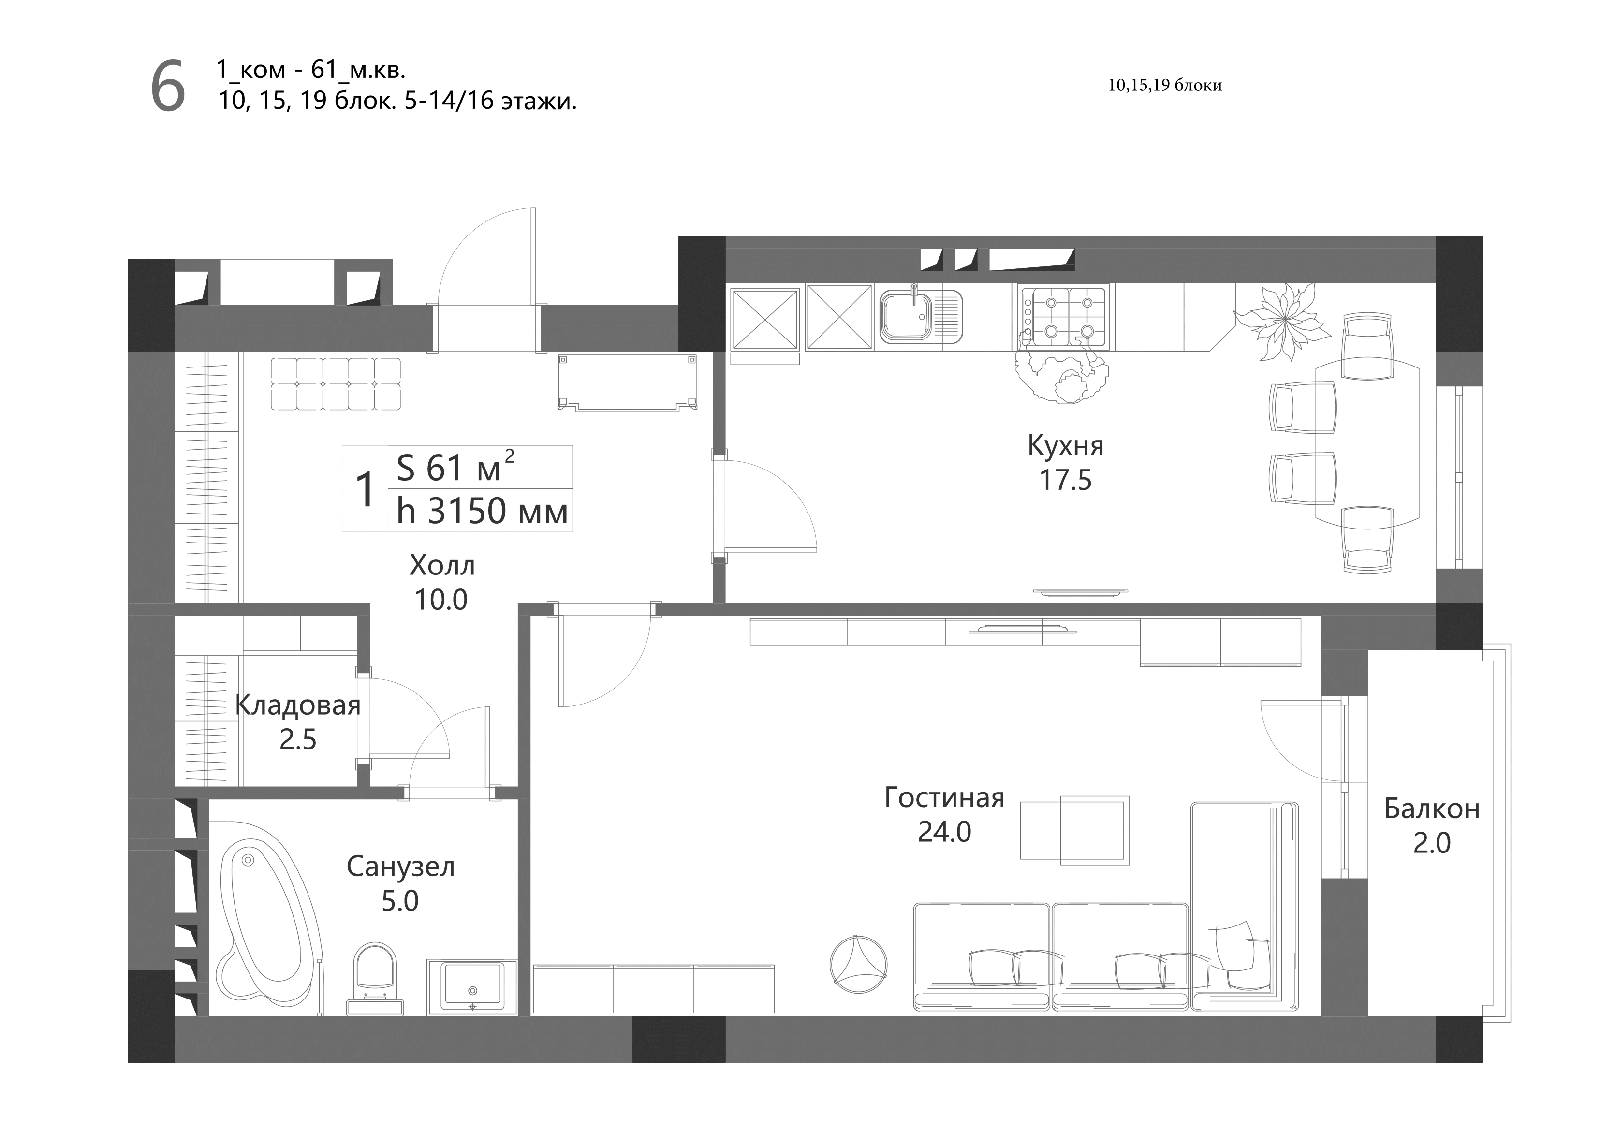 6
1_ком - 61_м.кв.
10, 15, 19 блок. 5-14/16 этажи.
10,15,19 блоки
1
S 61 м²
h 3150 мм
Холл
10.0
Кухня
17.5
Кладовая
2.5
Гостиная
24.0
Балкон
2.0
Санузел
5.0